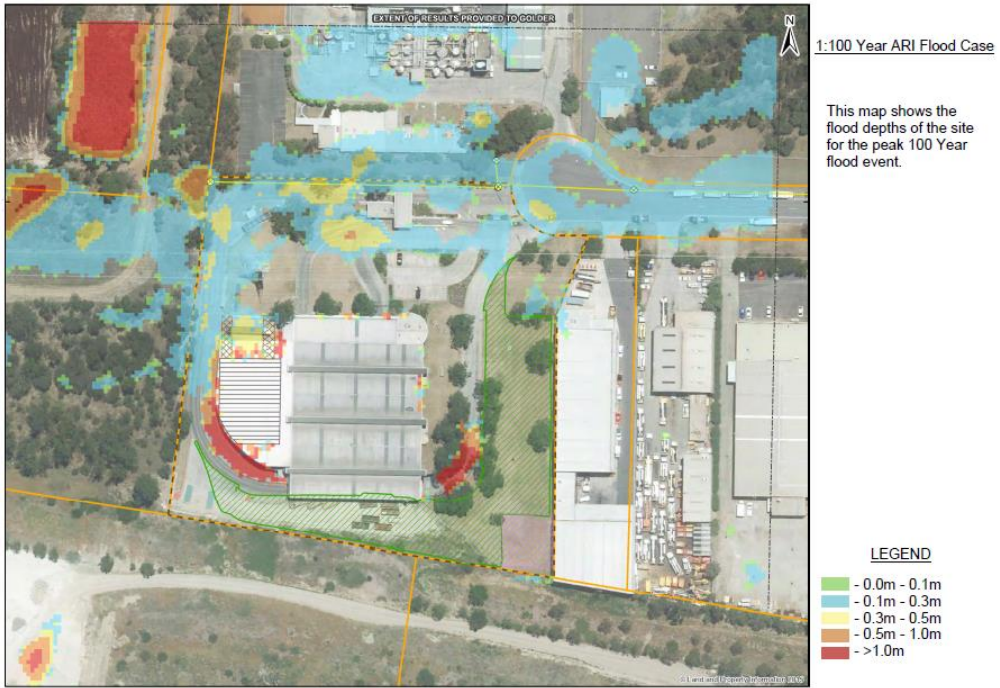 EXTENT OF RESULTS PROVIDED TO GOLDER
N
1:100 Year ARI Flood Case
This map shows the
flood depths of the site
for the peak 100 Year
flood event.
LEGEND
- 0.0m - 0.1m
- 0.1m - 0.3m
- 0.3m - 0.5m
- 0.5m - 1.0m
- >1.0m
© Land and Property Information 2015